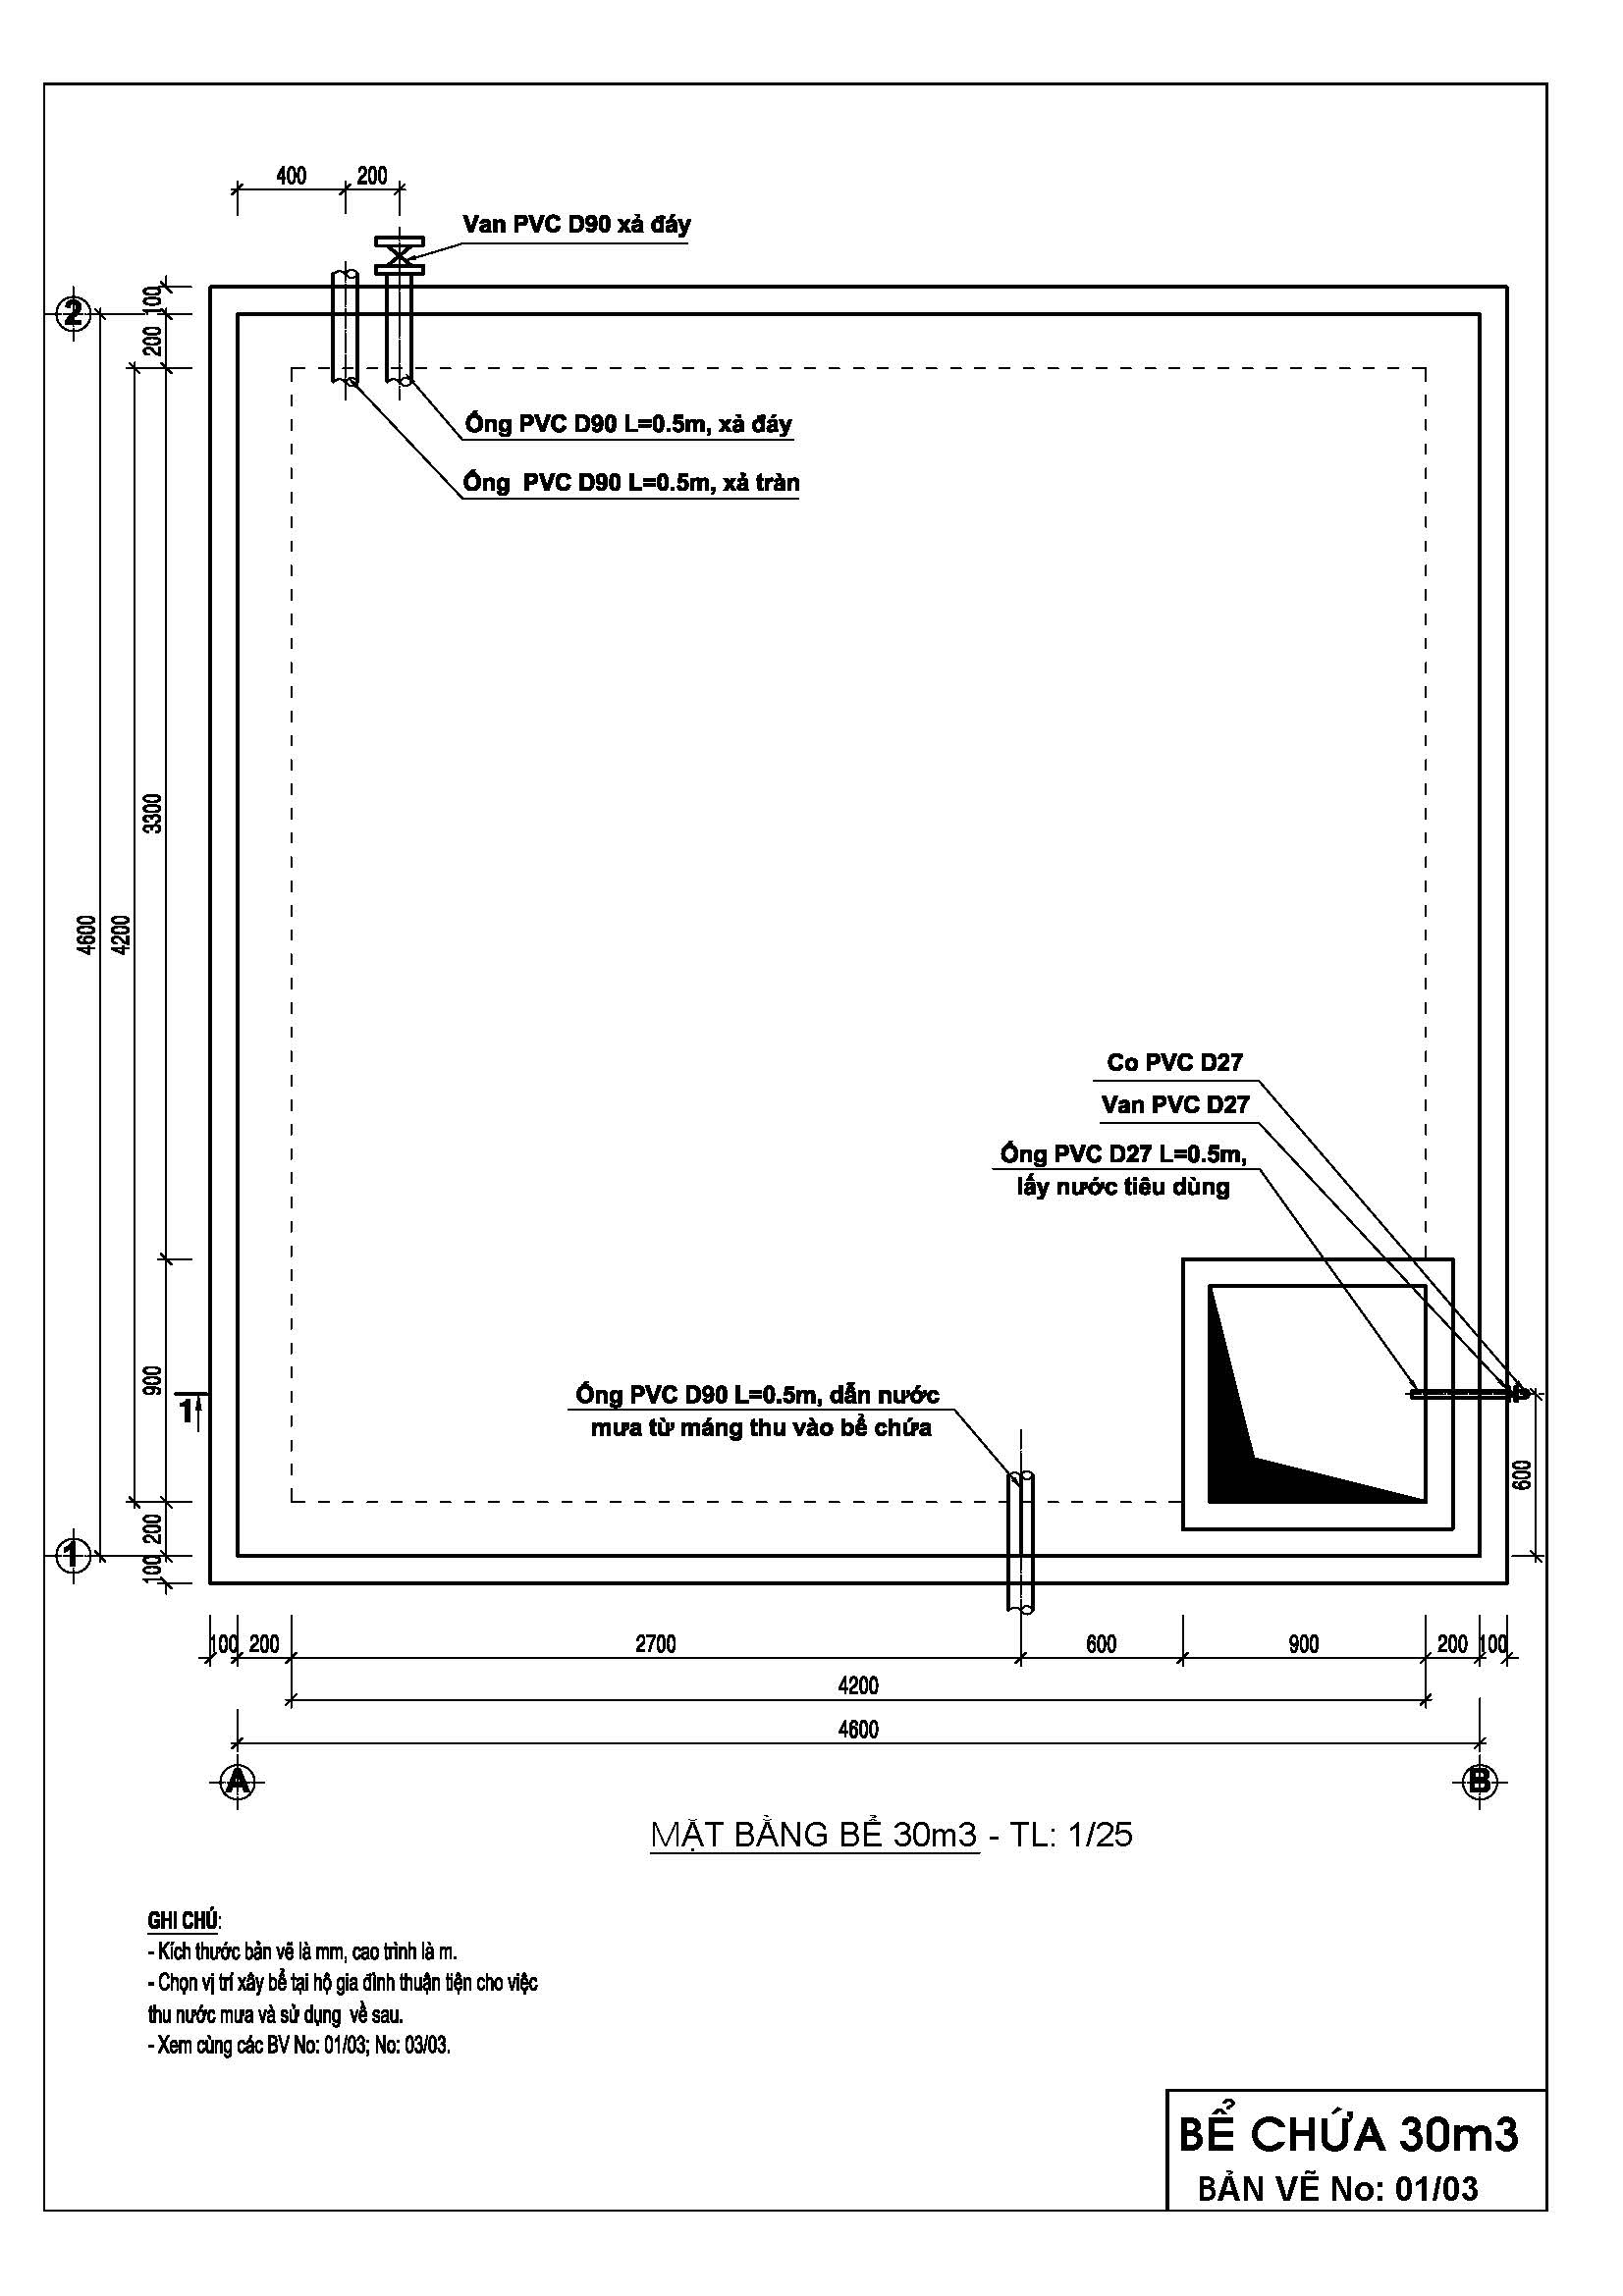 400
200
Van PVC D90 xả đáy
2
100
200
Ống PVC D90 L=0.5m, xả đáy
Ống PVC D90 L=0.5m, xả tràn
3300
4600
4200
Co PVC D27
Van PVC D27
Ống PVC D27 L=0.5m,
lấy nước tiêu dùng
900
1
Ống PVC D90 L=0.5m, dẫn nước
mưa từ máng thu vào bể chứa
600
200
1
100
100
200
2700
600
900
200
100
4200
4600
A
B
MẶT BẰNG BỂ 30m3 - TL: 1/25
GHI CHÚ:
- Kích thước bản vẽ là mm, cao trình là m.
- Chọn vị trí xây bể tại hộ gia đình thuận tiện cho việc
thu nước mưa và sử dụng về sau.
- Xem cùng các BV No: 01/03; No: 03/03.
BỂ CHỨA 30m3
BẢN VẼ No: 01/03